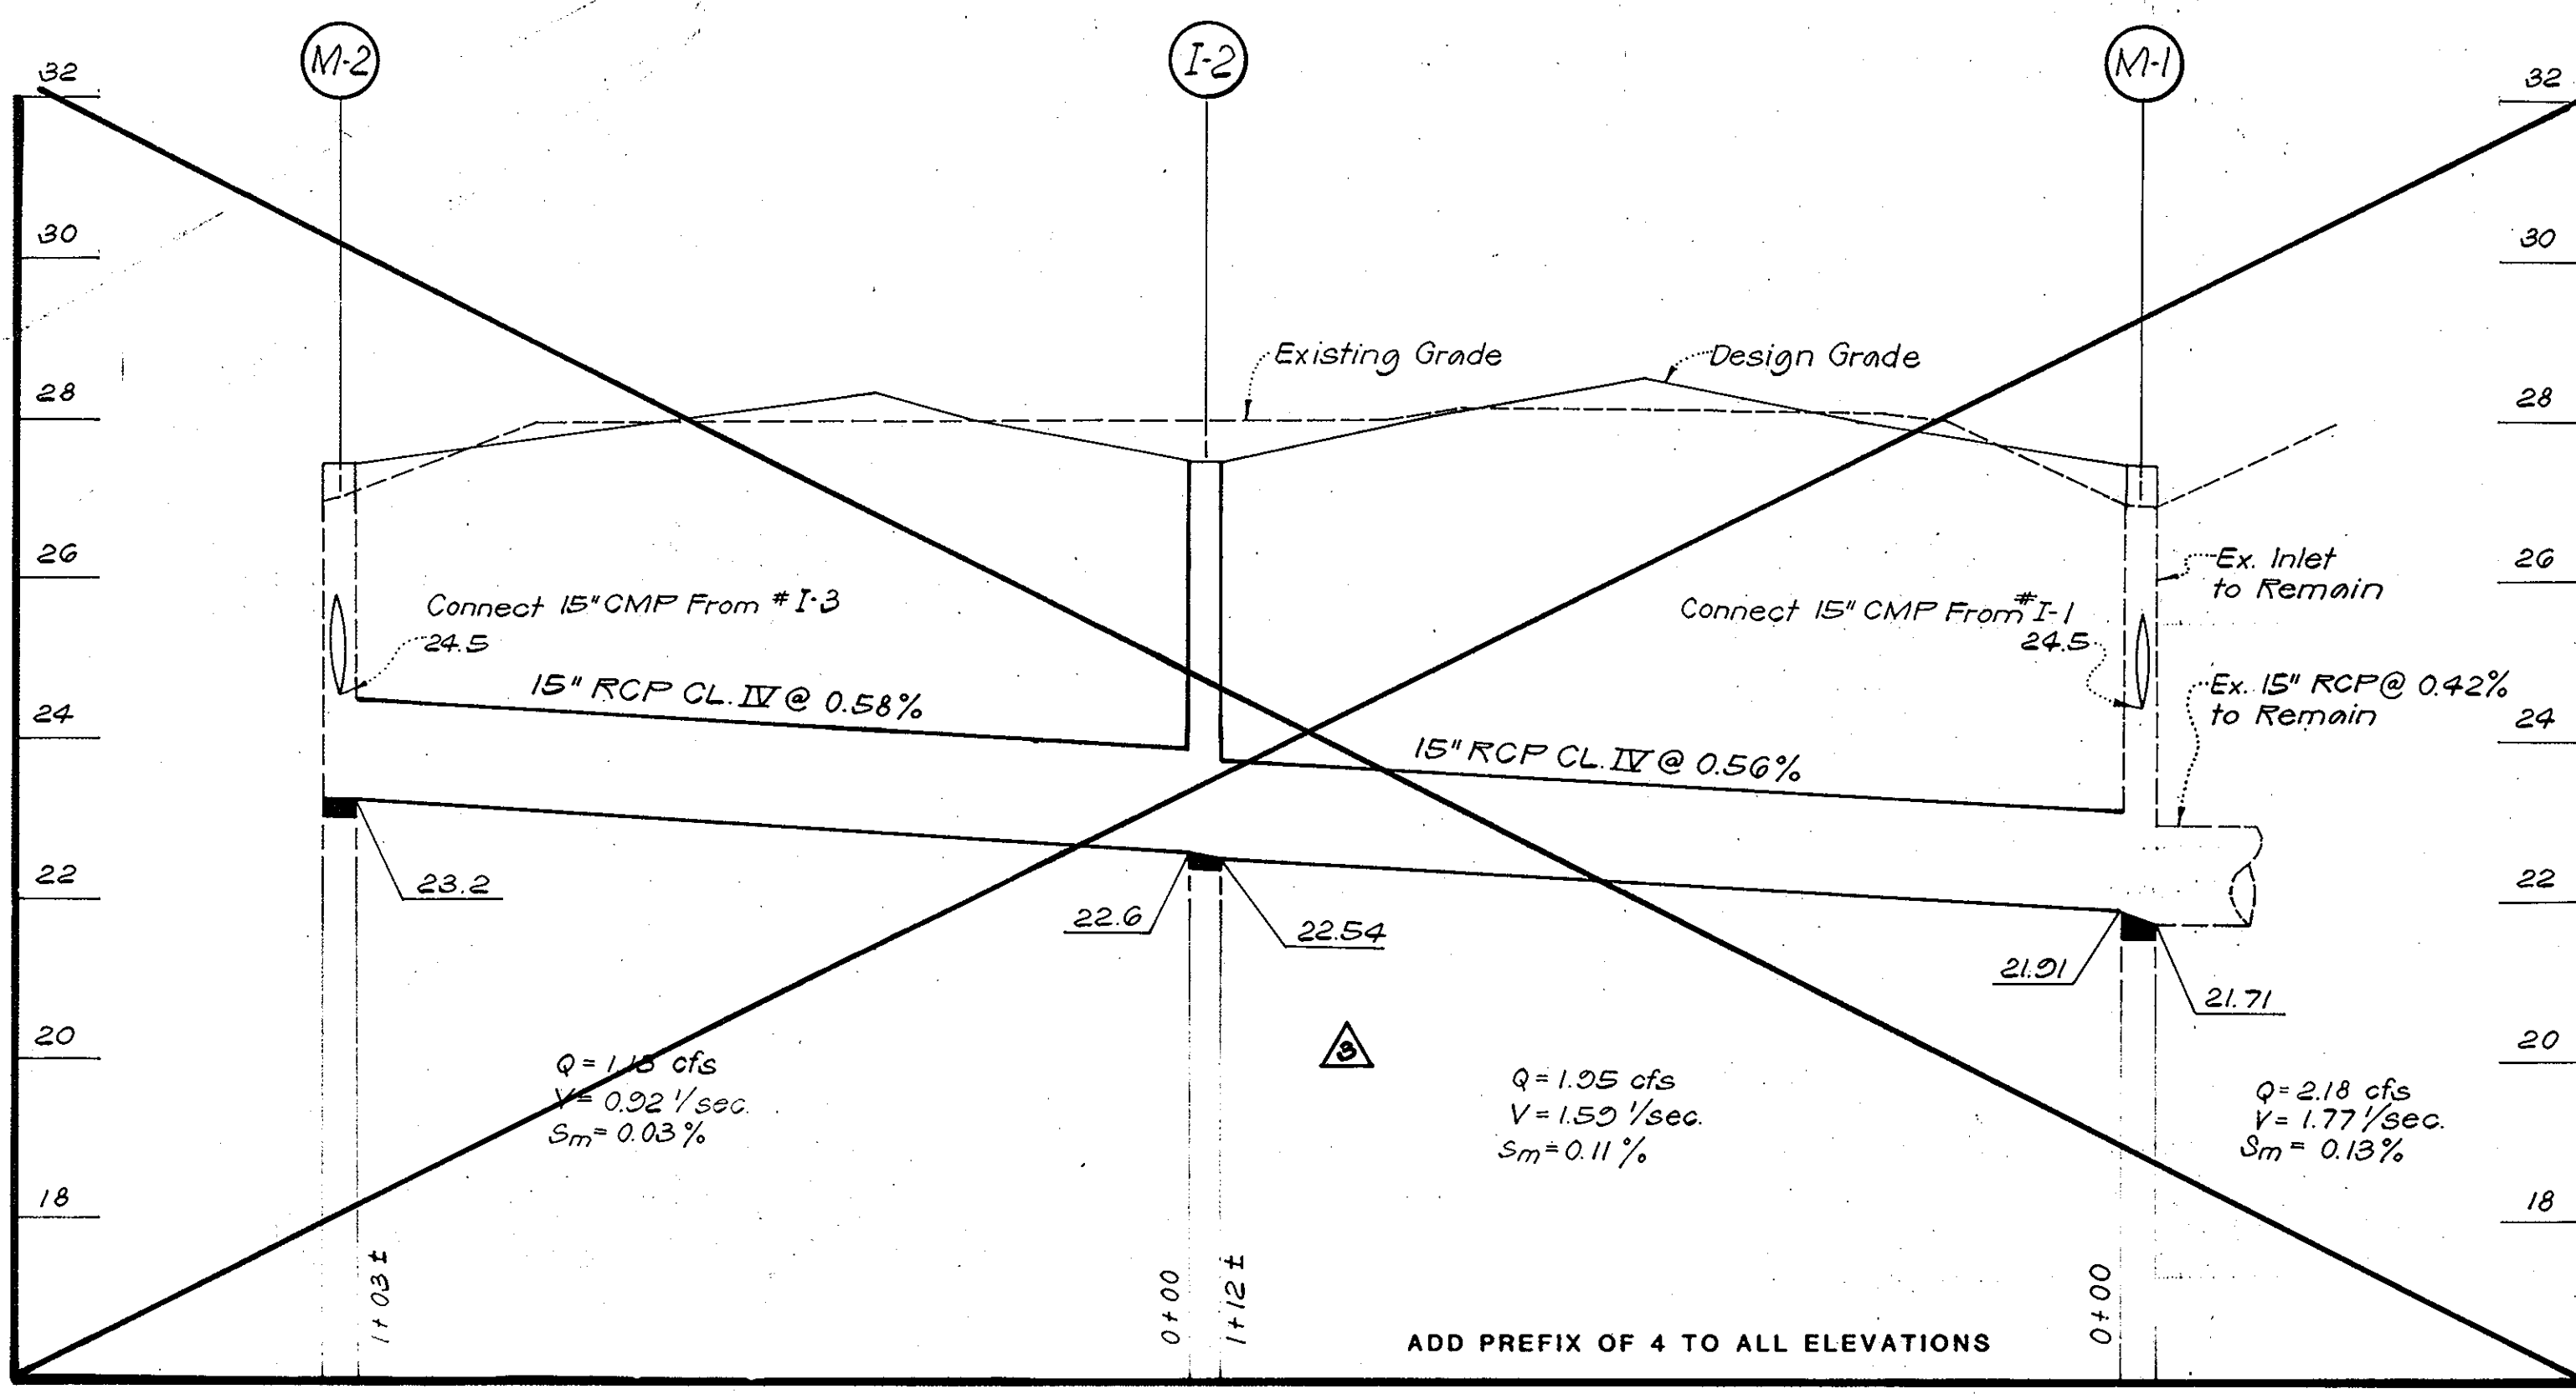 M-2
I-2
M-1
32
32
30
30
Existing Grade
Design Grade
28
28
26
26
Ex. Inlet
to Remain
Connect 15" CMP From #I-3
24.5
Connect 15" CMP From #I-1
24.5
15" RCP CL. IV @ 0.58%
Ex. 15" RCP @ 0.42%
to Remain
24
24
15" RCP CL. IV @ 0.56%
22
22
23.2
22.6
22.54
21.91
21.71
20
20
3
Q = cfs
V = 0.92 '/sec.
Sm = 0.03%
Q = 1.95 cfs
V = 1.59 '/sec.
Sm = 0.11%
Q = 2.18 cfs
V = 1.77 '/sec.
Sm = 0.13%
18
18
1+03±
0+00
1+12±
0+00
ADD PREFIX OF 4 TO ALL ELEVATIONS